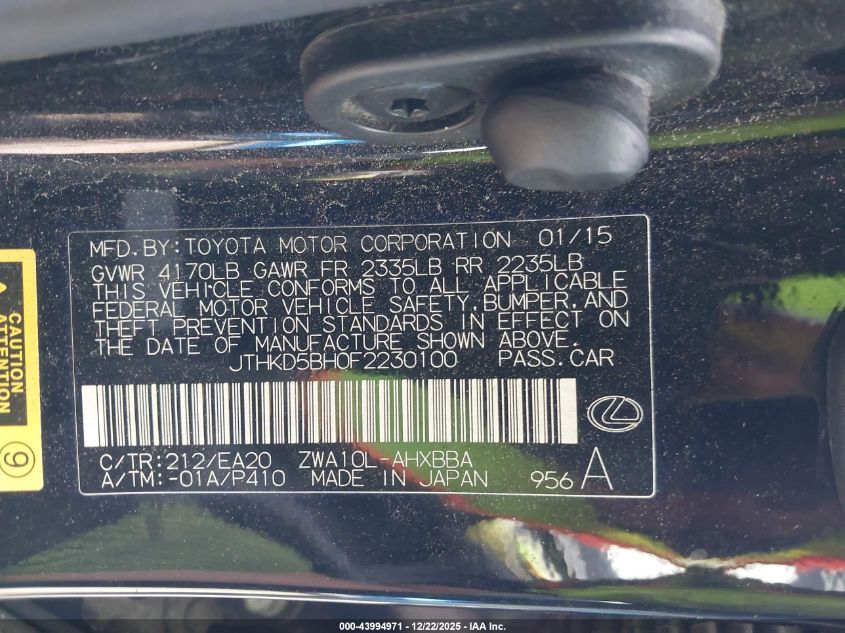 MFD.BY:TOYOTA MOTOR CORPORATION 01/15
GVWR 4170LB GAWR FR 2335LB RR 2235LB
THIS VEHICLE CONFORMS TO ALL APPLICABLE
FEDERAL MOTOR VEHICLE SAFETY,BUMPER,AND
THEFT PREVENTION STANDARDS IN EFFECT ON
THE DATE OF MANUFACTURE SHOWN ABOVE.
JTHKD5BH0F2230100 PASS.CAR
C/TR:212/EA20 ZWA10L-AHXBBA
A/TM:-01A/P410 MADE IN JAPAN 956 A
CAUTION
ATTENTION
9
000-43994971 - 12/22/2025 - IAA Inc.